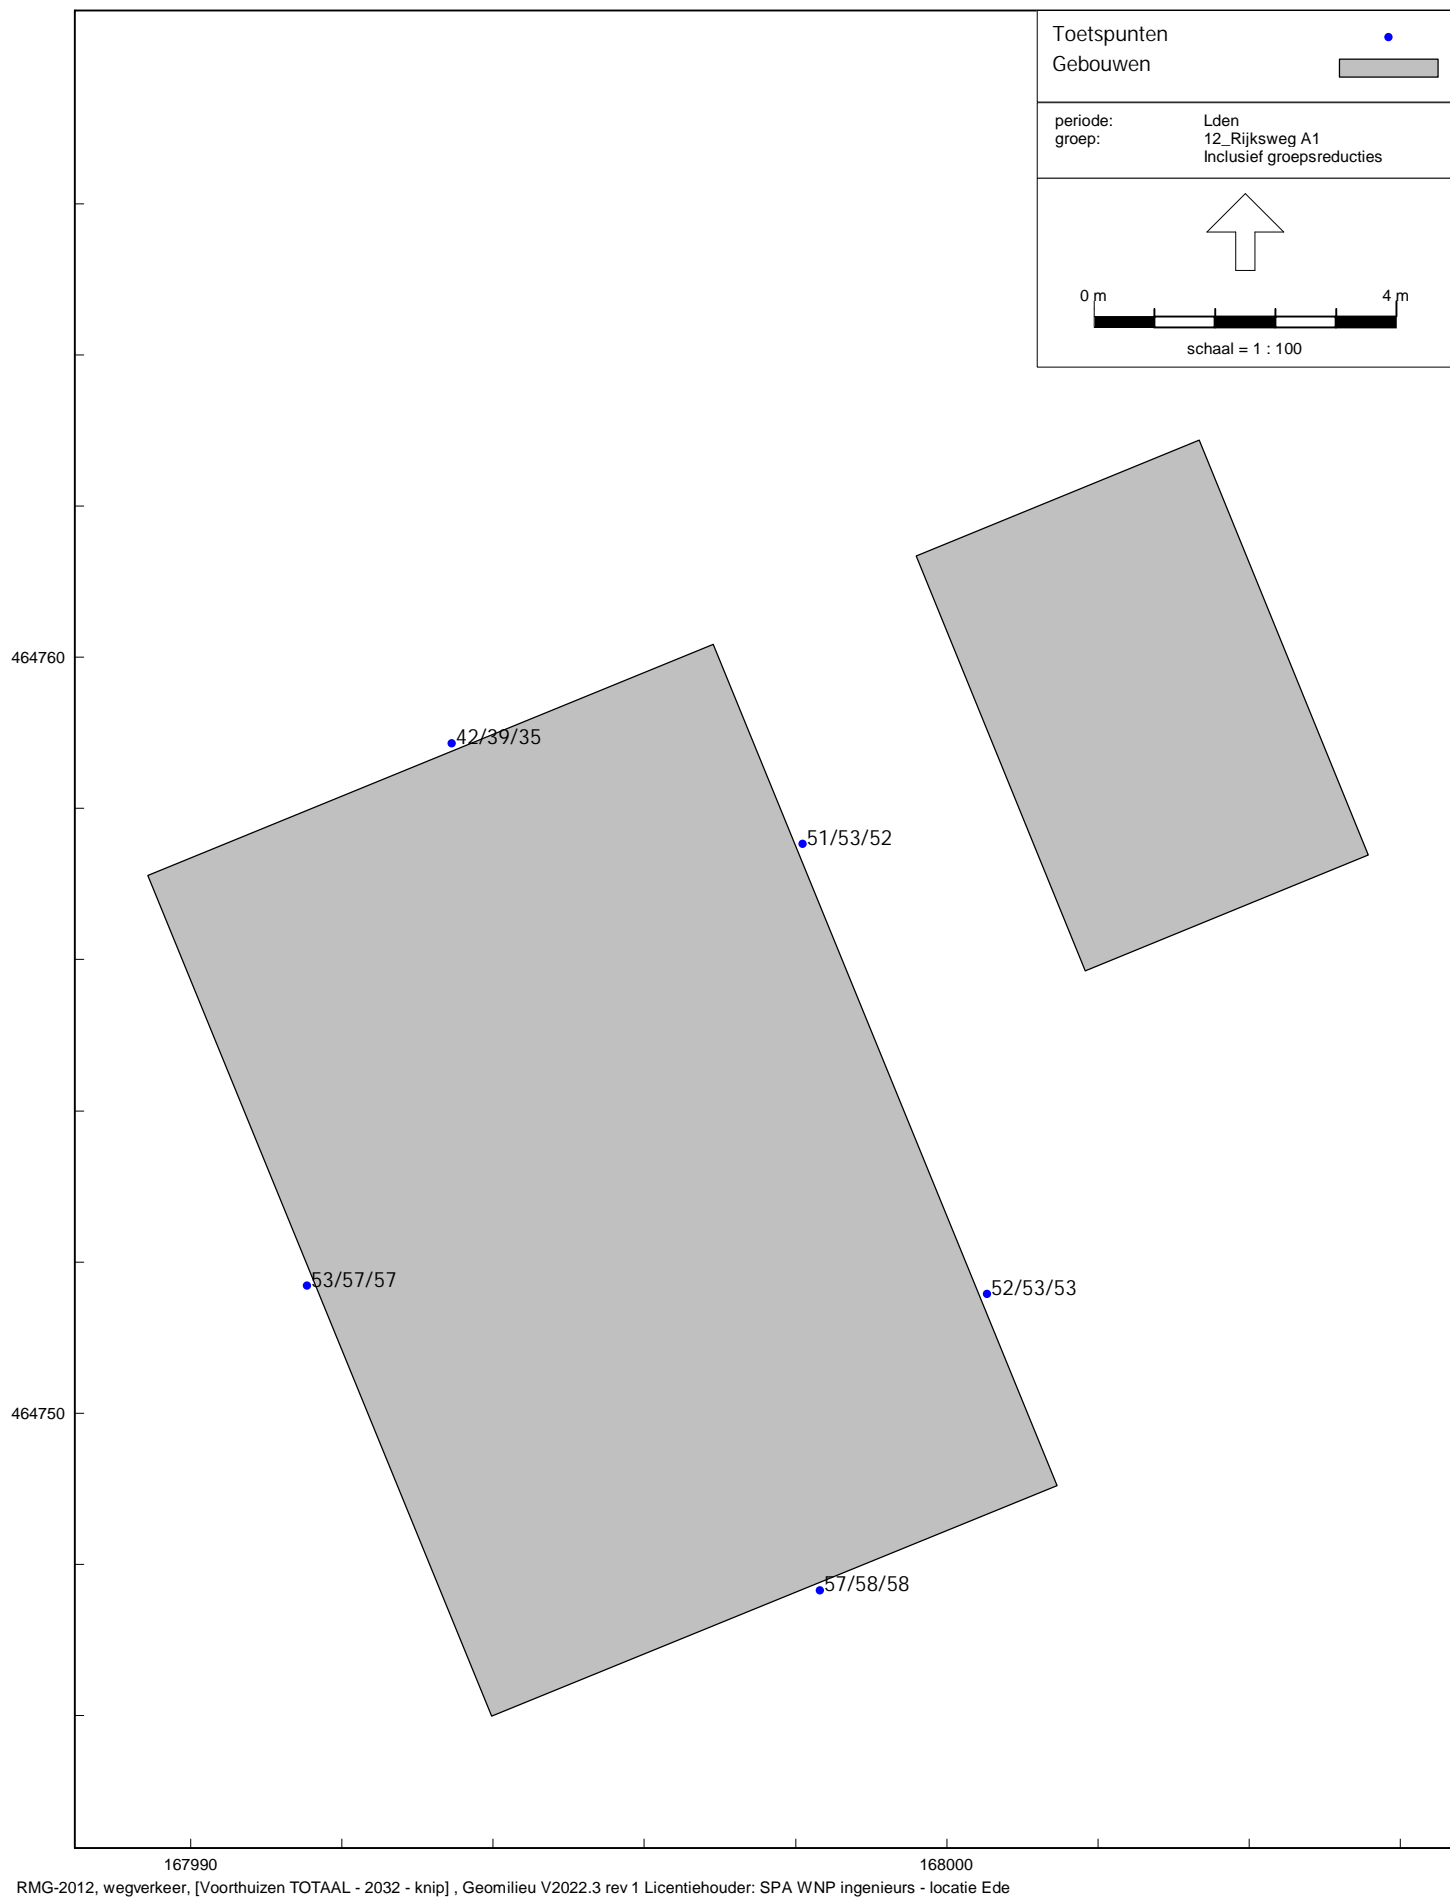 Toetspunten
Gebouwen
periode: Lden
groep: 12_Rijksweg A1
Inclusief groepsreducties
0 m 4 m
schaal = 1 : 100
464760
42/39/35
51/53/52
53/57/57
52/53/53
464750
57/58/58
167990 168000
RMG-2012, wegverkeer, [Voorthuizen TOTAAL - 2032 - knip] , Geomilieu V2022.3 rev 1 Licentiehouder: SPA WNP ingenieurs - locatie Ede